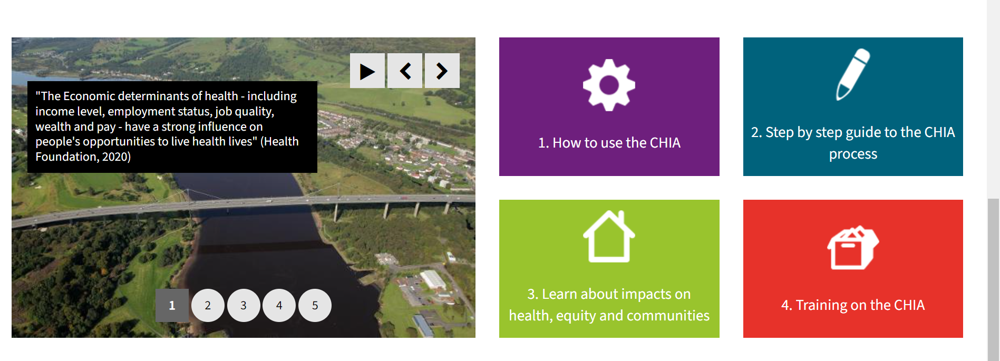 "The Economic determinants of health - including
income level, employment status, job quality,
wealth and pay - have a strong influence on
people's opportunities to live health lives" (Health
Foundation, 2020)
1 2 3 4 5
1. How to use the CHIA
2. Step by step guide to the CHIA
process
3. Learn about impacts on
health, equity and communities
4. Training on the CHIA